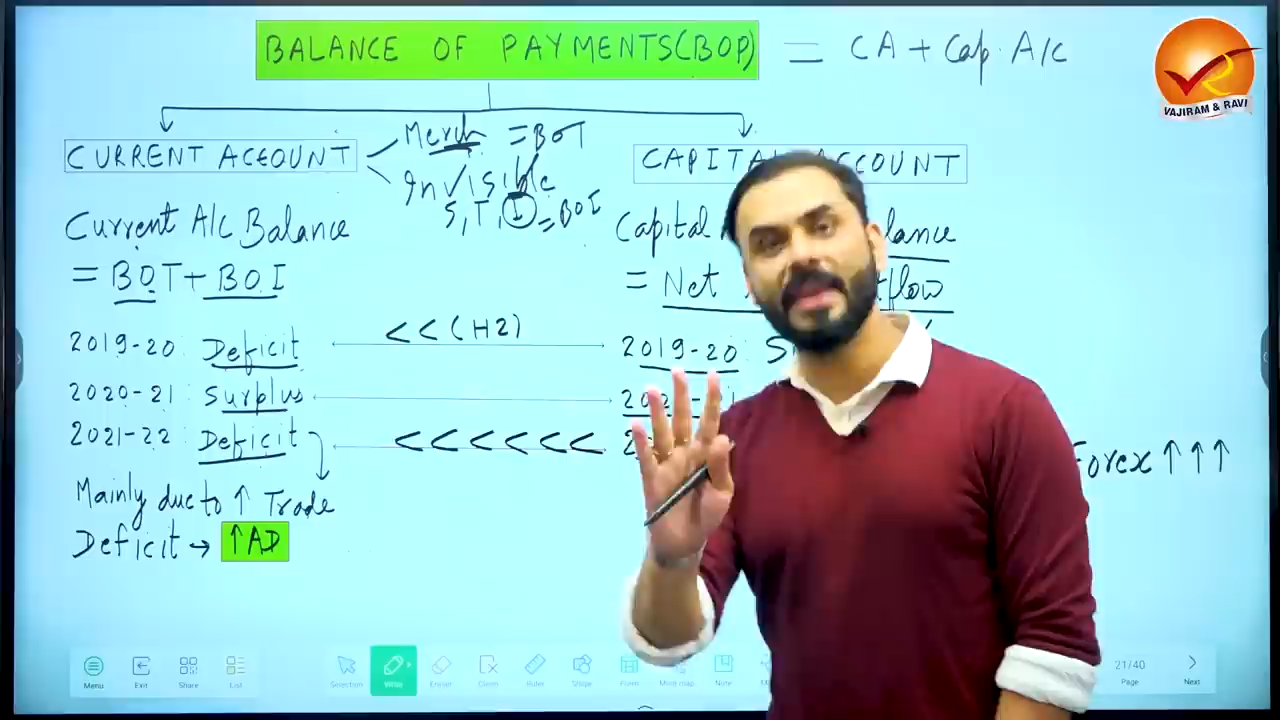 BALANCE OF PAYMENTS(BOP) = CA + Cap. A/c
VAJIRAM & RAVI
CURRENT ACCOUNT
Merch = BOT
Invisible
S, T, I = BOI
CAPITAL ACCOUNT
Current A/c Balance
= BOT + BOI
Capital
= Net
2019-20: Deficit
<< (H2)
2019-20
2020-21: Surplus
2021-22: Deficit
<<<<<<
Forex ↑↑↑
Mainly due to ↑ Trade
Deficit → ↑AD
Menu
Exit
Share
List
Selection
Write
Eraser
Clean
Ruler
Shape
Form
Mind map
Note
21/40
Page
Next